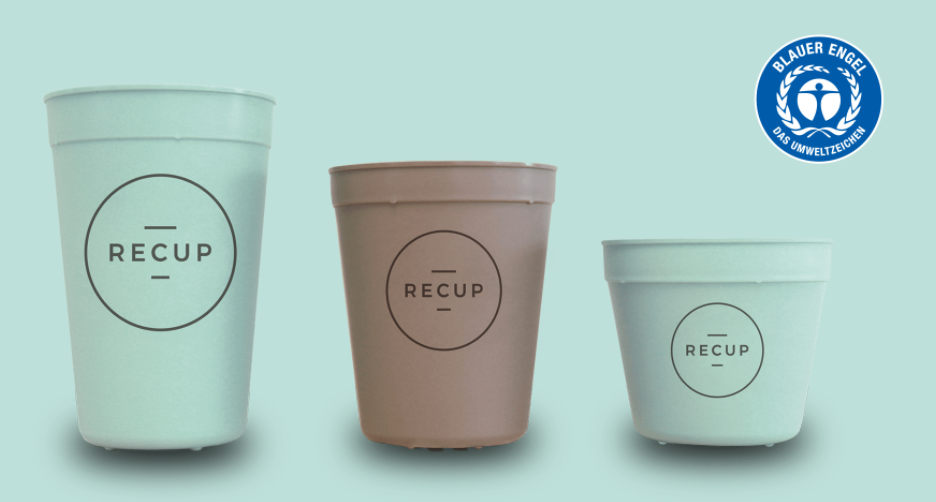 RECUP
RECUP
RECUP
BLAUER ENGEL
DAS UMWELTZEICHEN